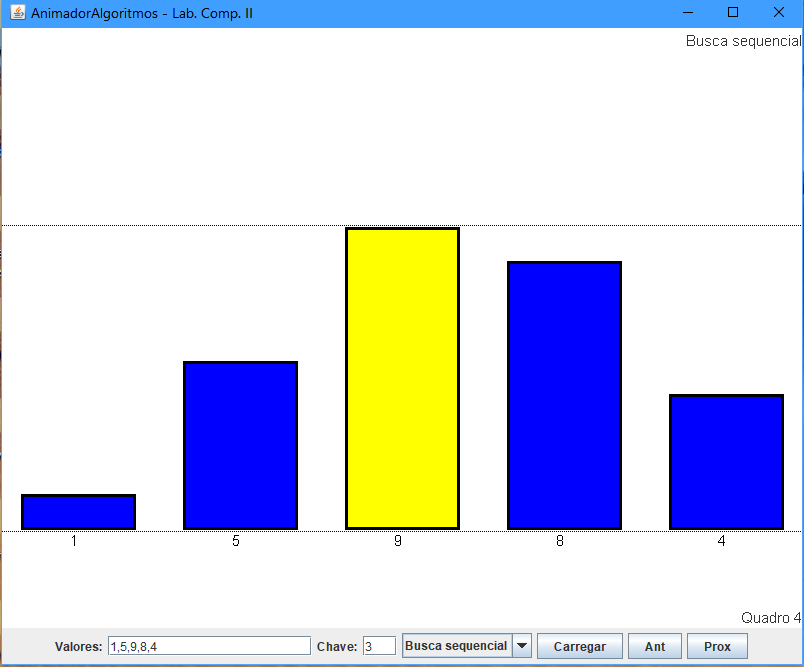 AnimadorAlgoritmos - Lab. Comp. II
Busca sequencial
1 5 9 8 4
Quadro 4
Valores: 1,5,9,8,4 Chave: 3 Busca sequencial Carregar Ant Prox